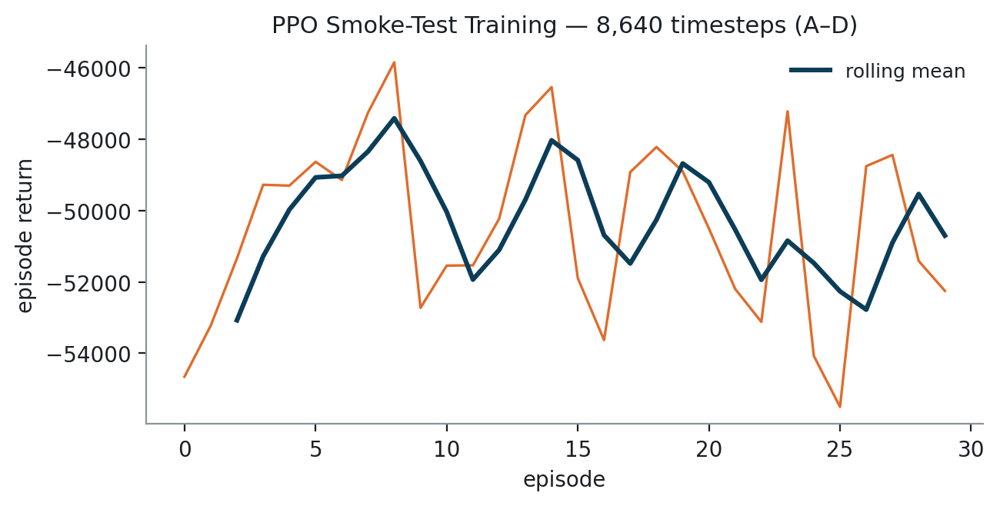 PPO Smoke-Test Training — 8,640 timesteps (A–D)
rolling mean
episode return
−46000
−48000
−50000
−52000
−54000
0 5 10 15 20 25 30
episode